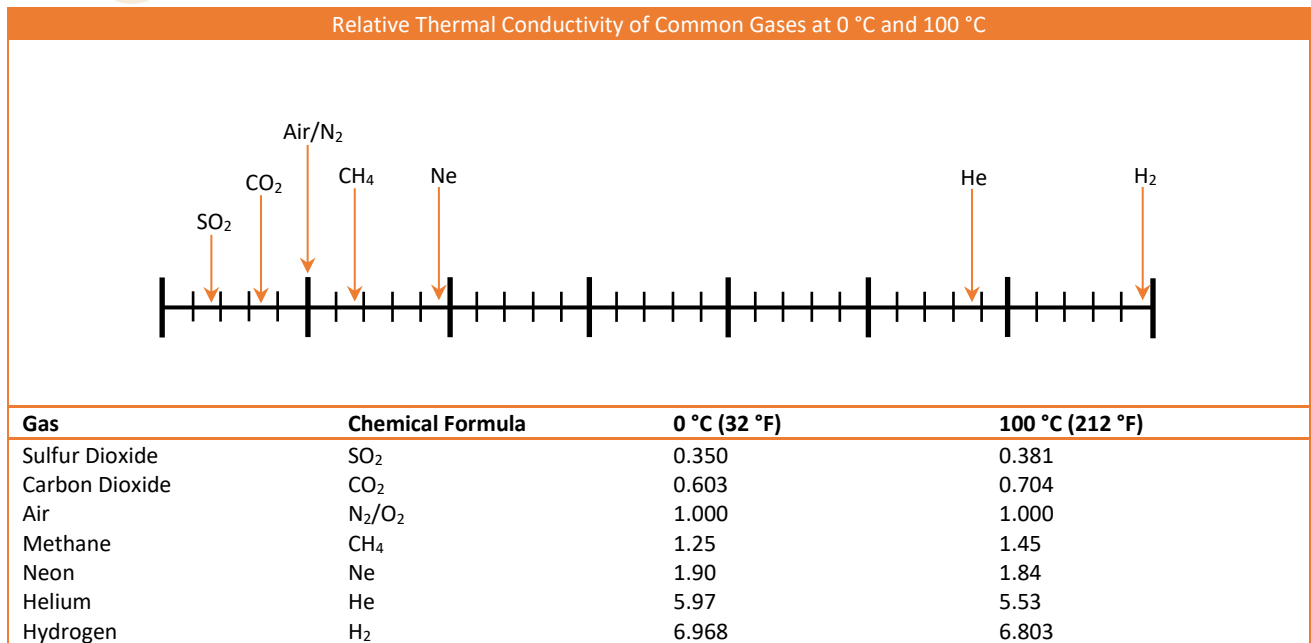 Relative Thermal Conductivity of Common Gases at 0 °C and 100 °C
Air/N₂
CO₂
CH₄
Ne
He
H₂
SO₂
Gas Chemical Formula 0 °C (32 °F) 100 °C (212 °F)
Sulfur Dioxide SO₂ 0.350 0.381
Carbon Dioxide CO₂ 0.603 0.704
Air N₂/O₂ 1.000 1.000
Methane CH₄ 1.25 1.45
Neon Ne 1.90 1.84
Helium He 5.97 5.53
Hydrogen H₂ 6.968 6.803